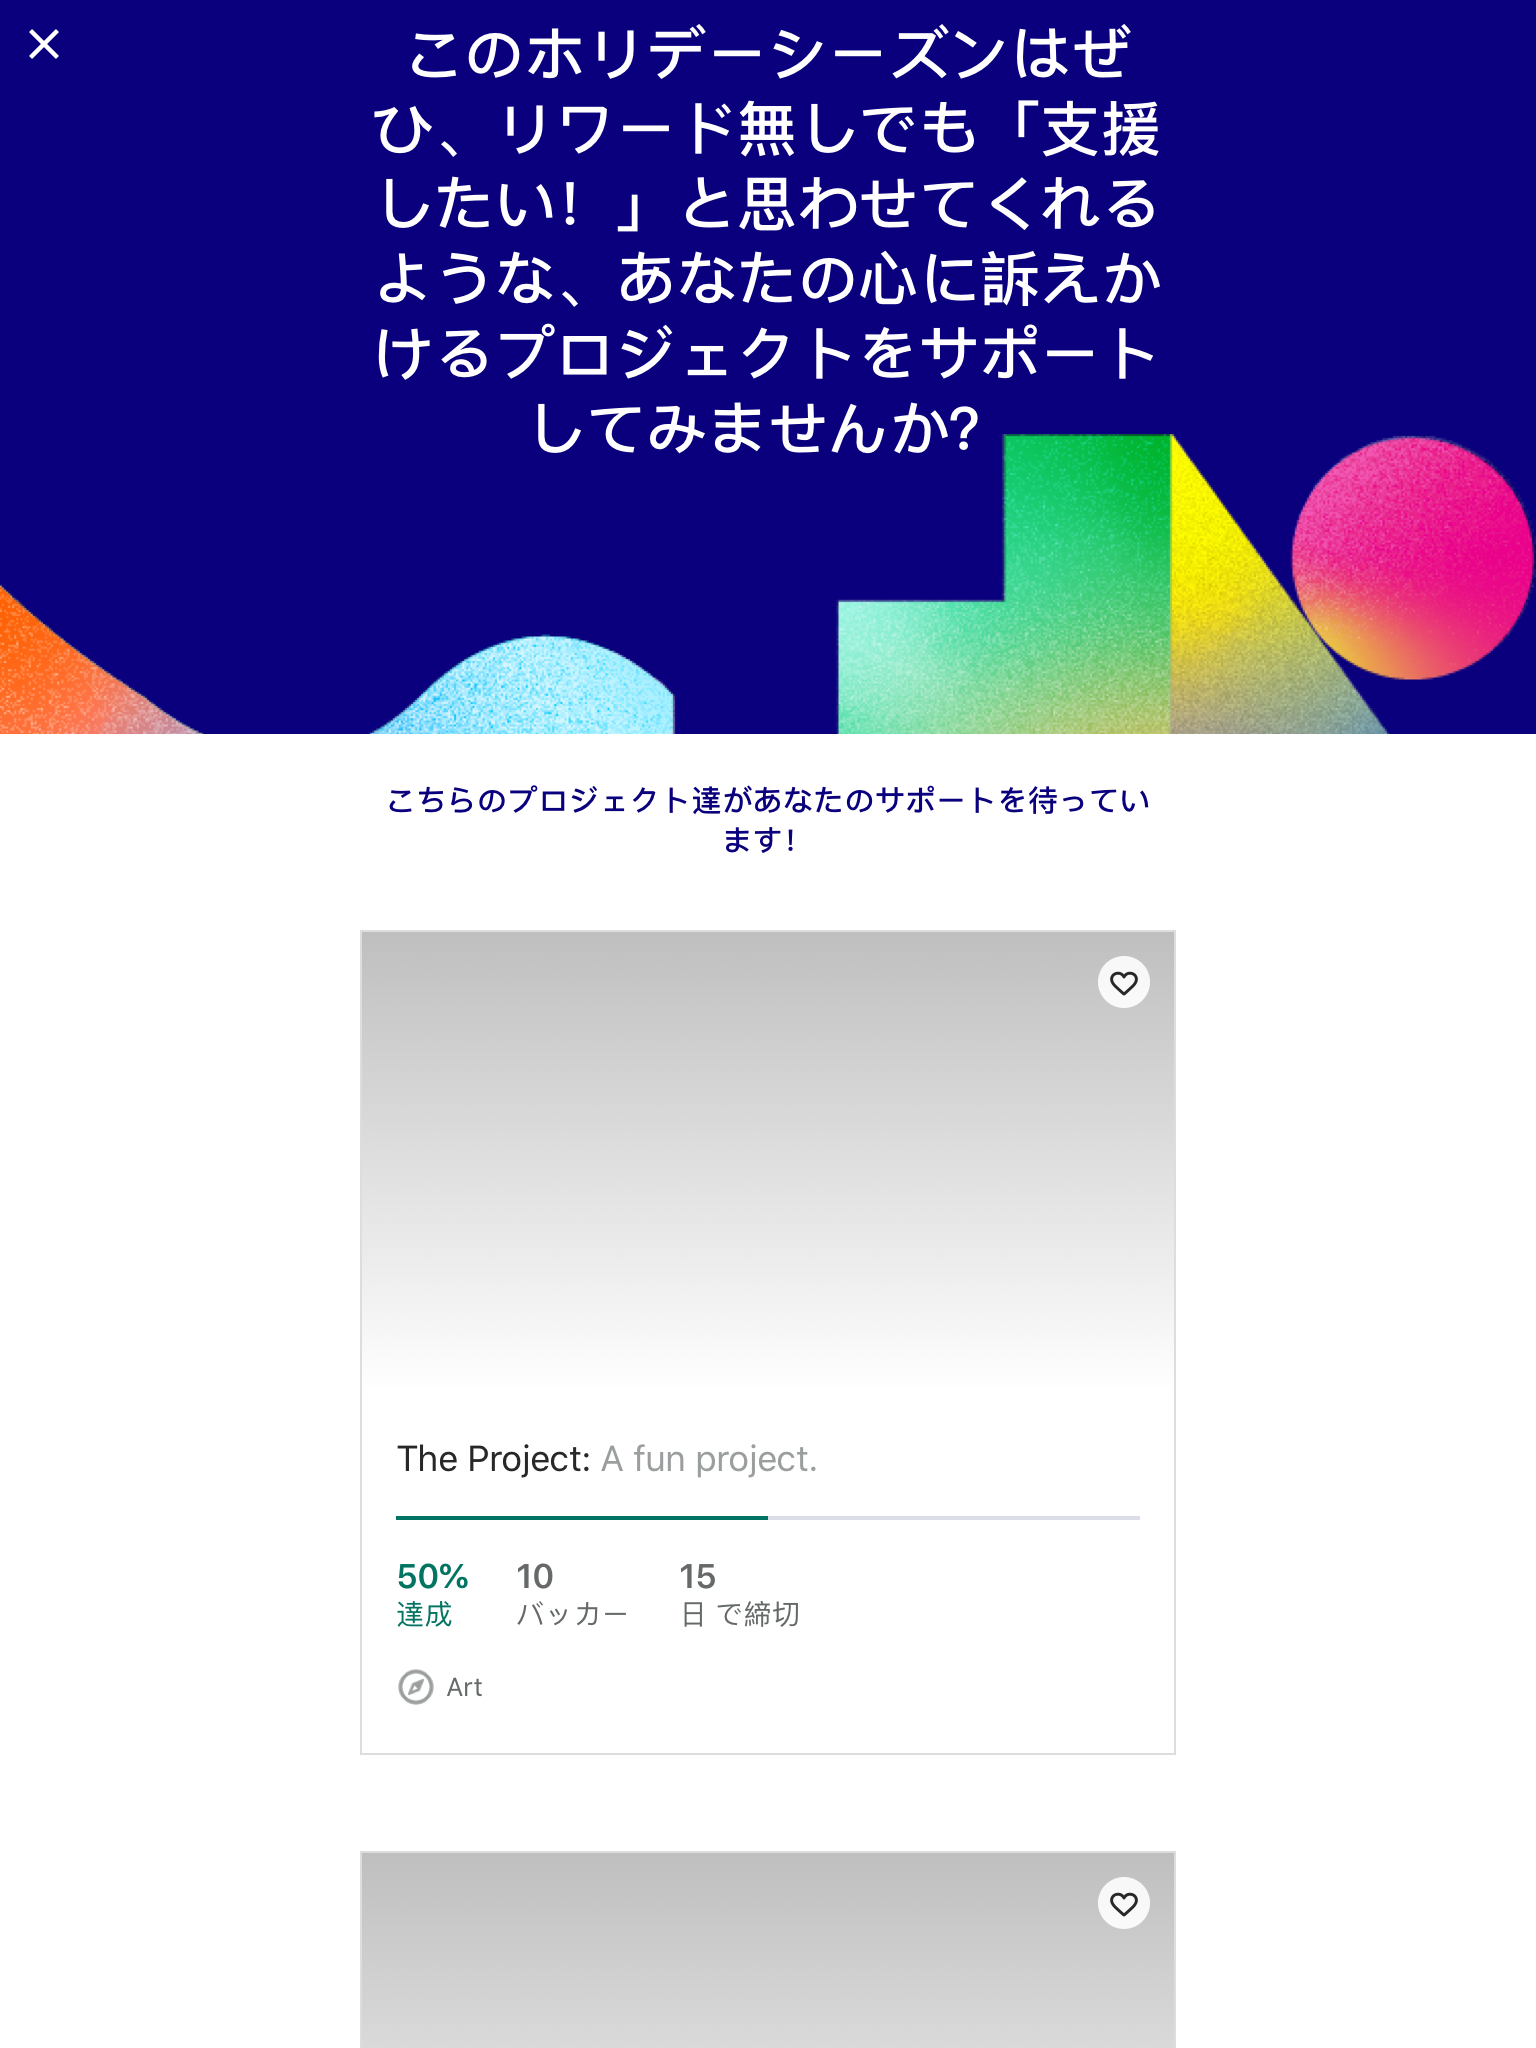 このホリデーシーズンはぜ
ひ、リワード無しでも「支援
したい！」と思わせてくれる
ような、あなたの心に訴えか
けるプロジェクトをサポート
してみませんか?
こちらのプロジェクト達があなたのサポートを待ってい
ます！
The Project: A fun project.
50% 10 15
達成 バッカー 日 で締切
Art